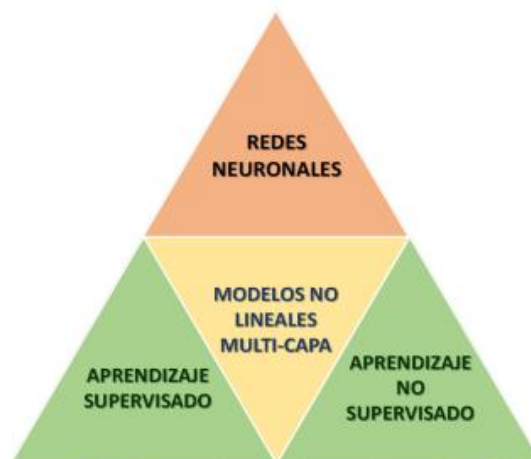 REDES
NEURONALES
MODELOS NO
LINEALES
MULTI-CAPA
APRENDIZAJE
SUPERVISADO
APRENDIZAJE
NO
SUPERVISADO